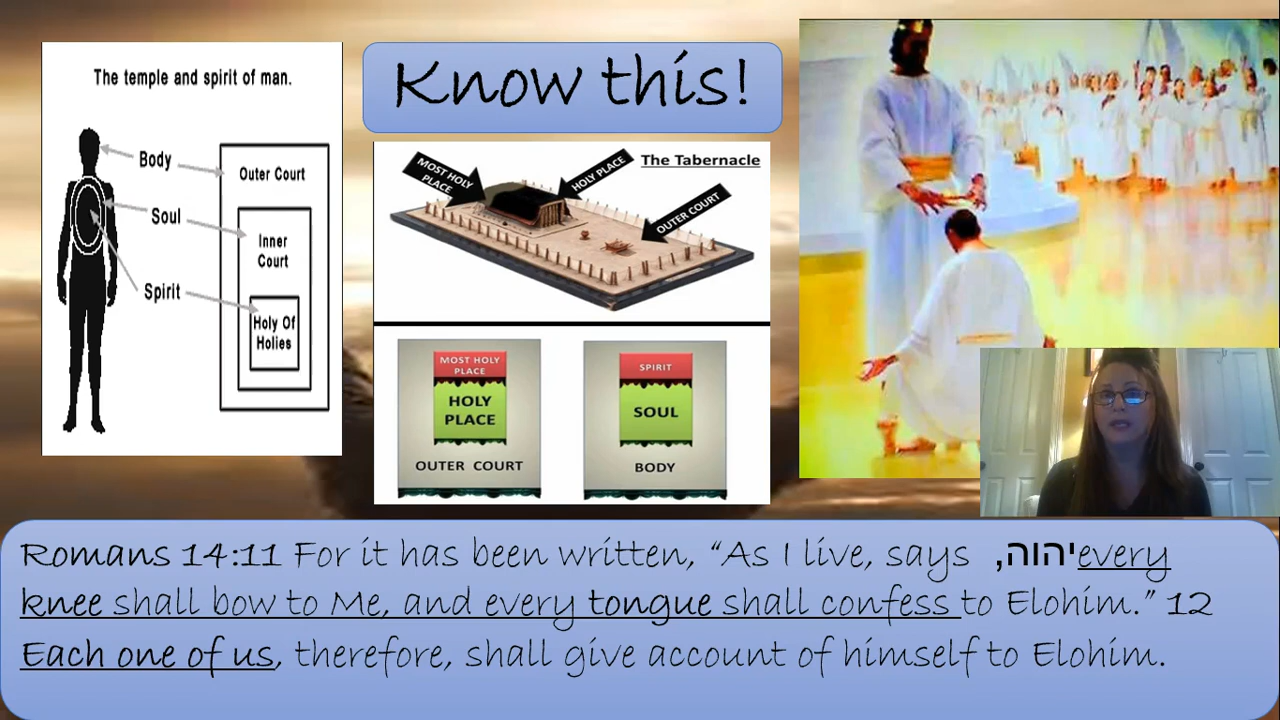 The temple and spirit of man.
Body
Soul
Spirit
Outer Court
Inner
Court
Holy Of
Holies
Know this!
The Tabernacle
MOST HOLY
PLACE
HOLY PLACE
OUTER COURT
MOST HOLY
PLACE
HOLY
PLACE
OUTER COURT
SPIRIT
SOUL
BODY
Romans 14:11 For it has been written, “As I live, says יהוה, every
knee shall bow to Me, and every tongue shall confess to Elohim.” 12
Each one of us, therefore, shall give account of himself to Elohim.